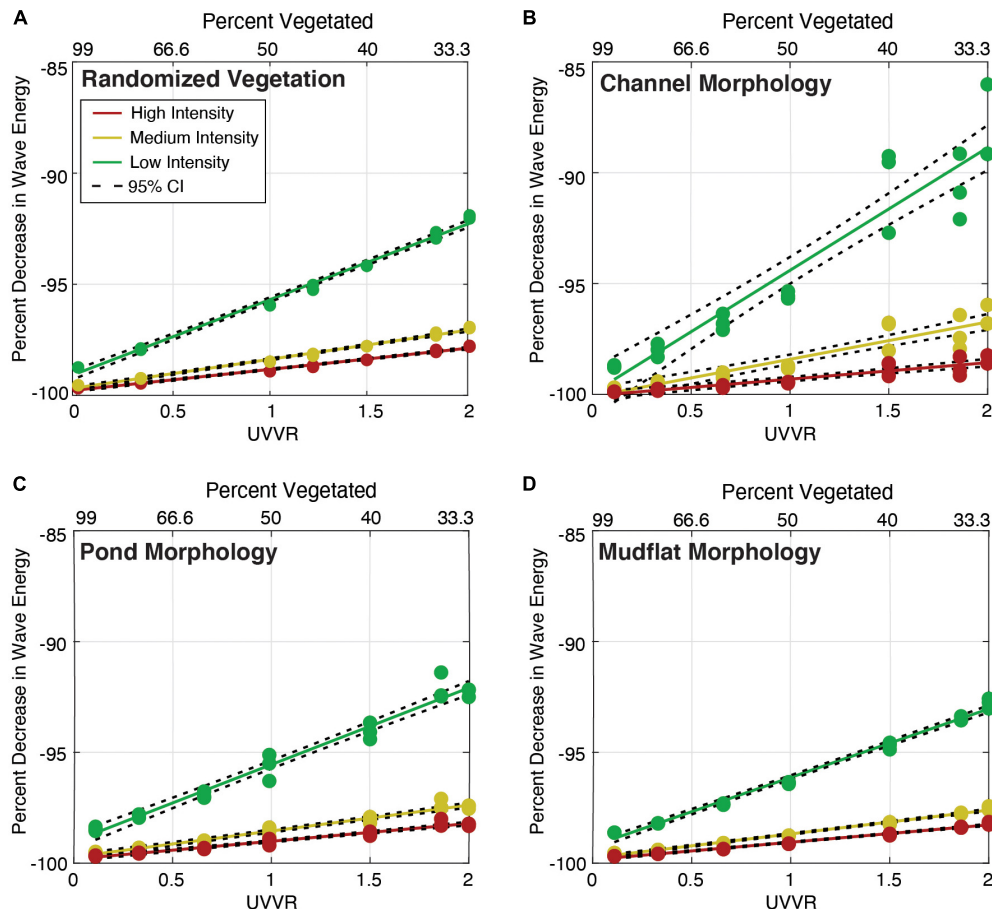 A
Percent Vegetated
99 66.6 50 40 33.3
-85
-90
-95
-100
Percent Decrease in Wave Energy
Randomized Vegetation
High Intensity
Medium Intensity
Low Intensity
95% CI
0 0.5 1 1.5 2
UVVR
B
Percent Vegetated
99 66.6 50 40 33.3
-85
-90
-95
-100
Percent Decrease in Wave Energy
Channel Morphology
0 0.5 1 1.5 2
UVVR
C
Percent Vegetated
99 66.6 50 40 33.3
-85
-90
-95
-100
Percent Decrease in Wave Energy
Pond Morphology
0 0.5 1 1.5 2
UVVR
D
Percent Vegetated
99 66.6 50 40 33.3
-85
-90
-95
-100
Percent Decrease in Wave Energy
Mudflat Morphology
0 0.5 1 1.5 2
UVVR